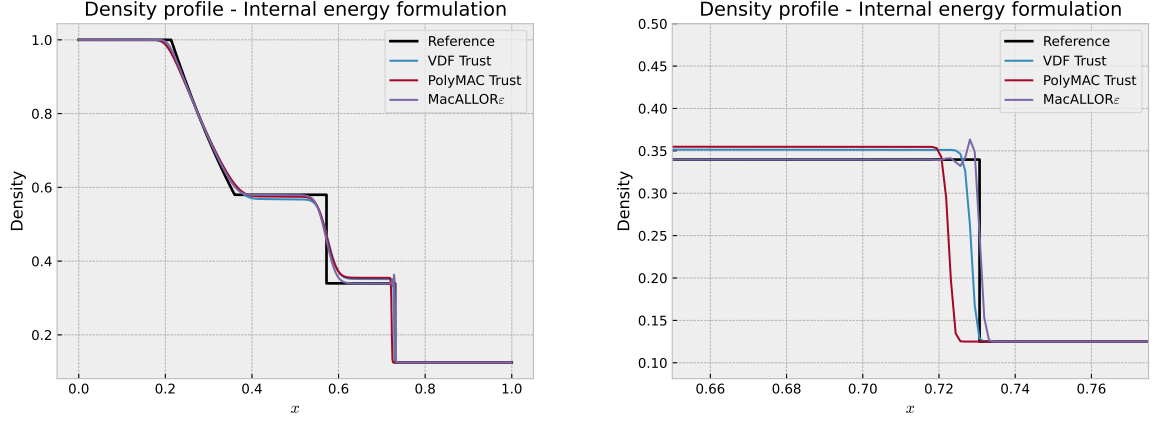 Density profile - Internal energy formulation
Density
1.0
0.8
0.6
0.4
0.2
0.0 0.2 0.4 0.6 0.8 1.0
x
Reference
VDF Trust
PolyMAC Trust
MacALLORε
Density profile - Internal energy formulation
Density
0.50
0.45
0.40
0.35
0.30
0.25
0.20
0.15
0.10
0.66 0.68 0.70 0.72 0.74 0.76
x
Reference
VDF Trust
PolyMAC Trust
MacALLORε